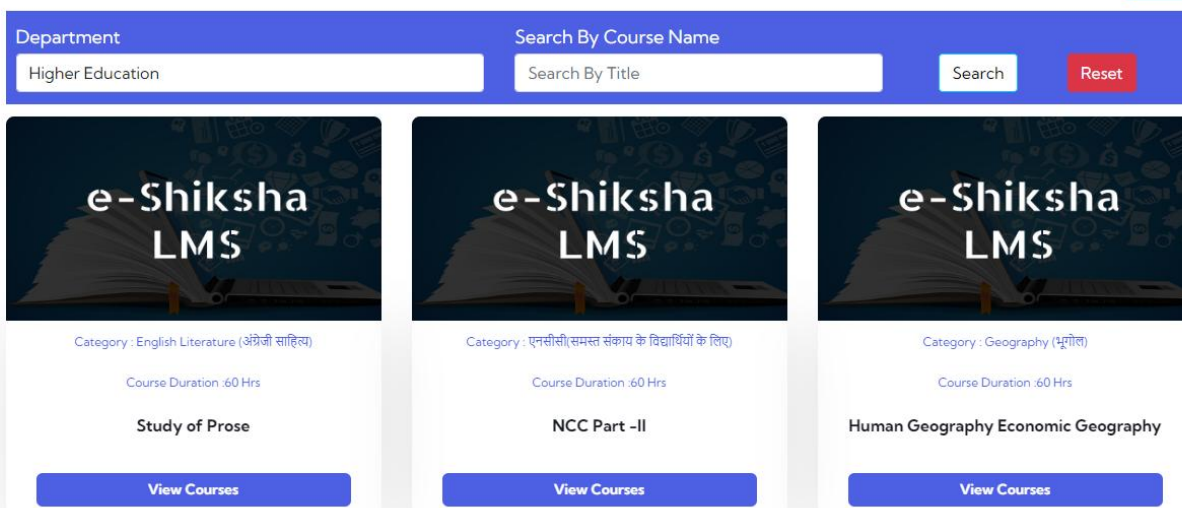 Department
Search By Course Name
Higher Education
Search By Title
Search
Reset
e-Shiksha
LMS
Category : English Literature (अंग्रेजी साहित्य)
Course Duration :60 Hrs
Study of Prose
View Courses
e-Shiksha
LMS
Category : एनसीसी(समस्त संकाय के विद्यार्थियों के लिए)
Course Duration :60 Hrs
NCC Part -II
View Courses
e-Shiksha
LMS
Category : Geography (भूगोल)
Course Duration :60 Hrs
Human Geography Economic Geography
View Courses